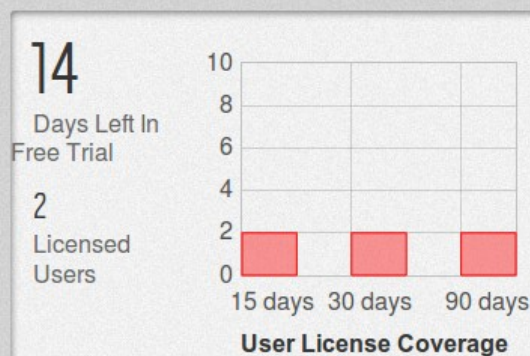 14
Days Left In
Free Trial
2
Licensed
Users
10
8
6
4
2
0
15 days 30 days 90 days
User License Coverage